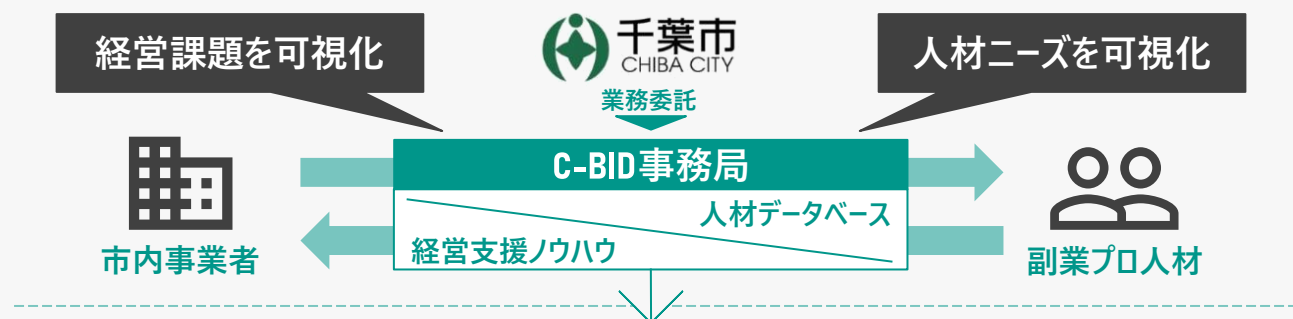 経営課題を可視化
千葉市
CHIBA CITY
人材ニーズを可視化
業務委託
C-BID事務局
人材データベース
経営支援ノウハウ
市内事業者
副業プロ人材